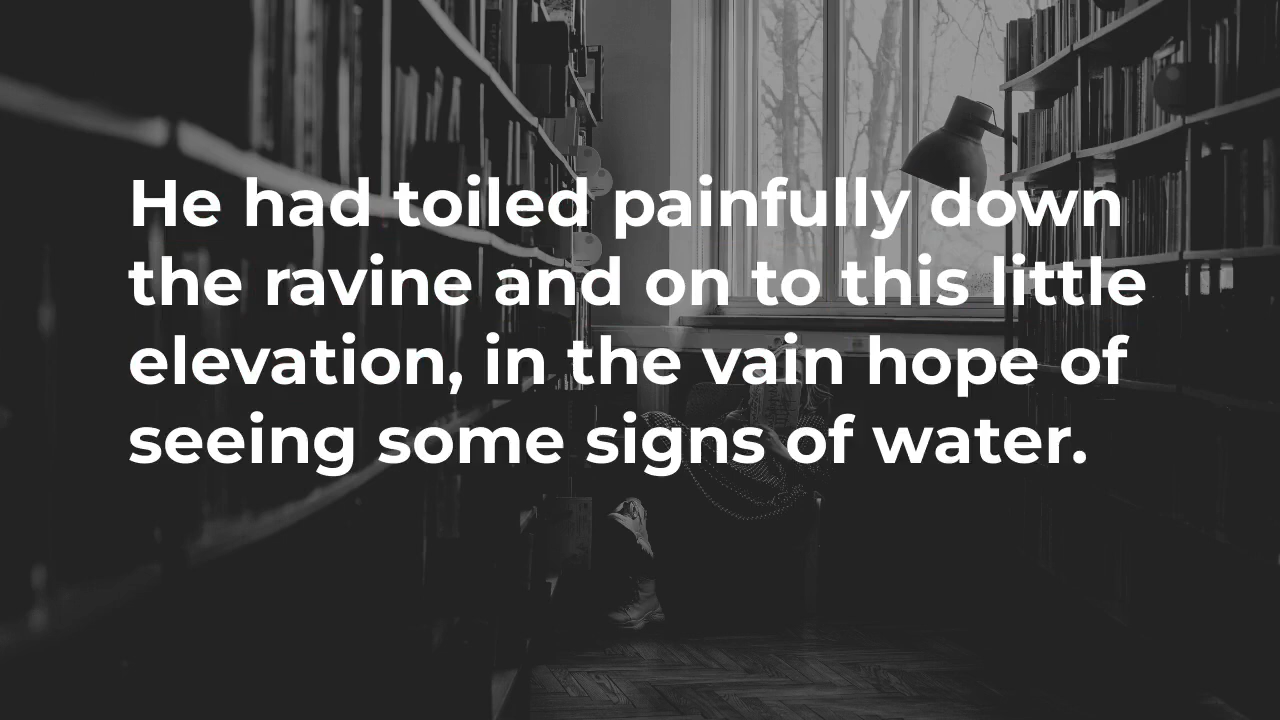 He had toiled painfully down
the ravine and on to this little
elevation, in the vain hope of
seeing some signs of water.